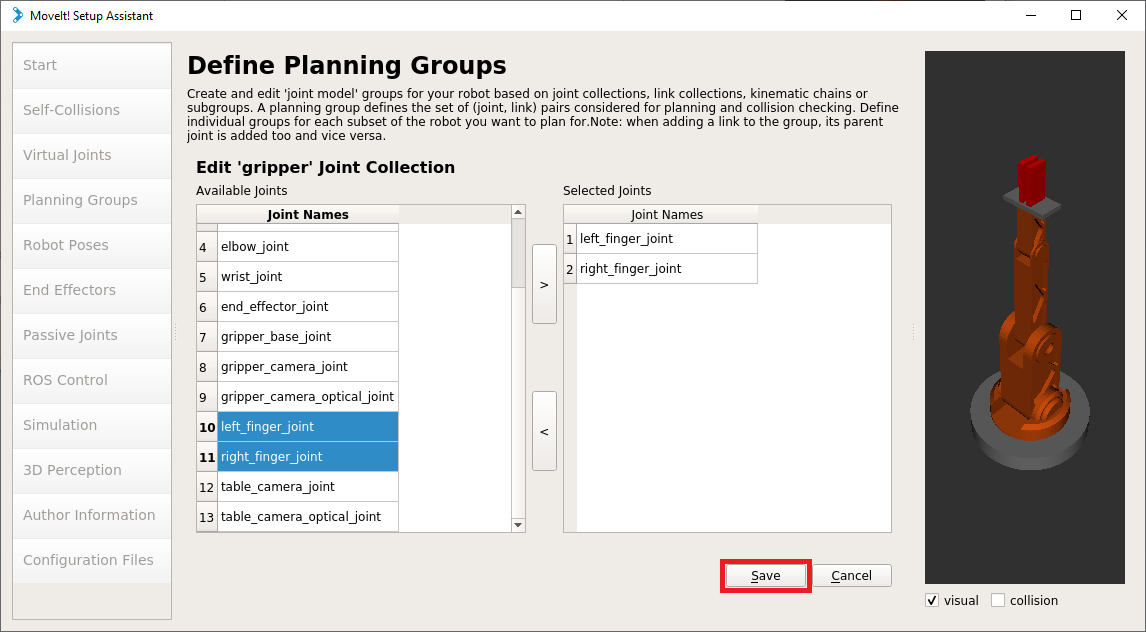 MoveIt! Setup Assistant
Start
Self-Collisions
Virtual Joints
Planning Groups
Robot Poses
End Effectors
Passive Joints
ROS Control
Simulation
3D Perception
Author Information
Configuration Files
Define Planning Groups
Create and edit 'joint model' groups for your robot based on joint collections, link collections, kinematic chains or
subgroups. A planning group defines the set of (joint, link) pairs considered for planning and collision checking. Define
individual groups for each subset of the robot you want to plan for.Note: when adding a link to the group, its parent
joint is added too and vice versa.
Edit 'gripper' Joint Collection
Available Joints
Joint Names
4 elbow_joint
5 wrist_joint
6 end_effector_joint
7 gripper_base_joint
8 gripper_camera_joint
9 gripper_camera_optical_joint
10 left_finger_joint
11 right_finger_joint
12 table_camera_joint
13 table_camera_optical_joint
>
<
Selected Joints
Joint Names
1 left_finger_joint
2 right_finger_joint
Save Cancel
visual collision